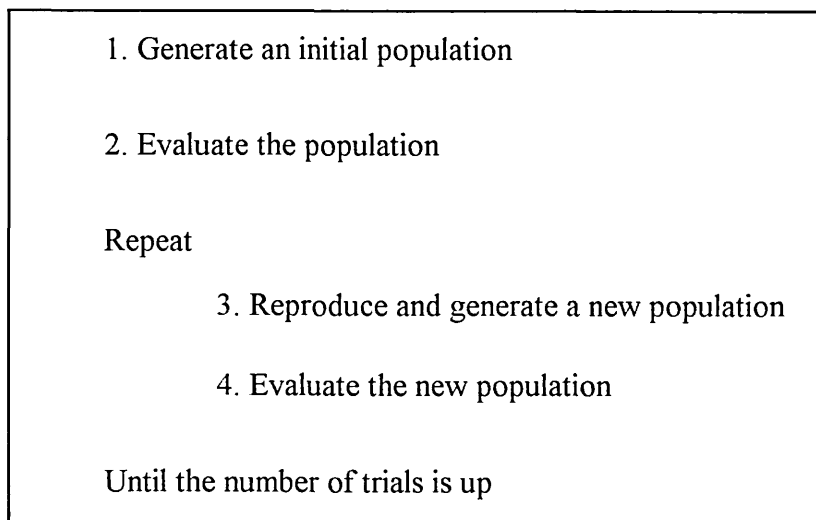 1. Generate an initial population
2. Evaluate the population
Repeat
3. Reproduce and generate a new population
4. Evaluate the new population
Until the number of trials is up